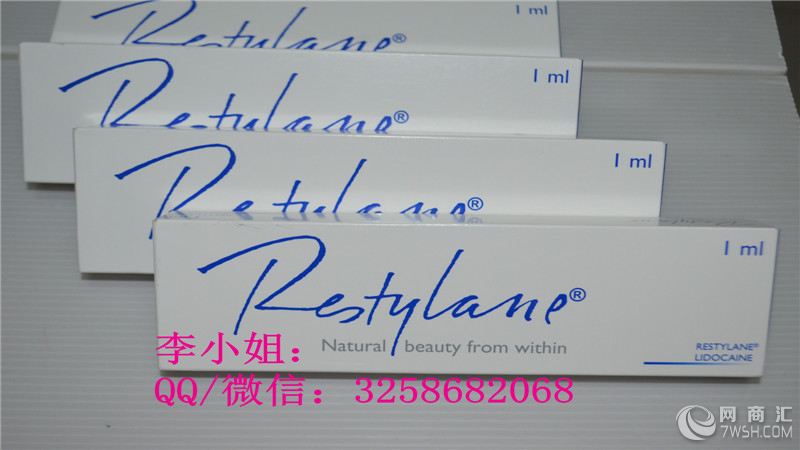 Restylane® 1 ml
Restylane® 1 ml
Restylane® 1 ml
Restylane® 1 ml
Natural beauty from within
RESTYLANE®
LIDOCAINE
李小姐：
QQ/微信：3258682068
网商汇
7WSH.COM